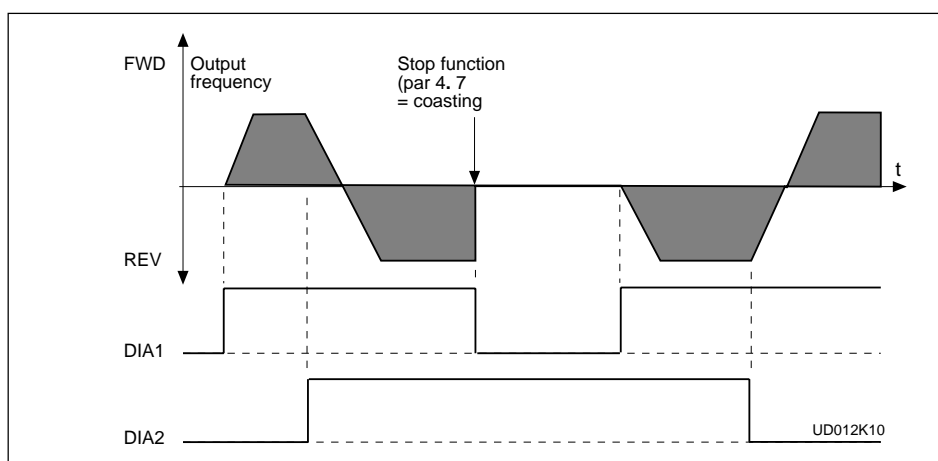 FWD
Output
frequency
Stop function
(par 4. 7
= coasting
t
REV
DIA1
DIA2
UD012K10